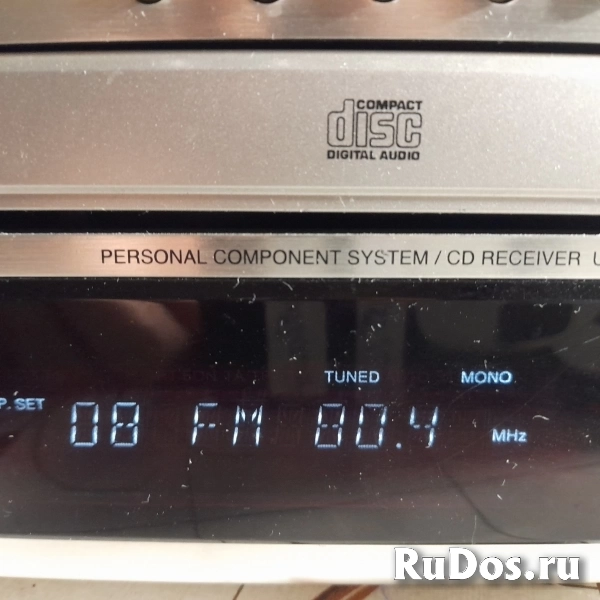 COMPACT
disc
DIGITAL AUDIO
PERSONAL COMPONENT SYSTEM / CD RECEIVER U
TUNED MONO
P. SET 08 FM 80.4 MHz
RuDos.ru